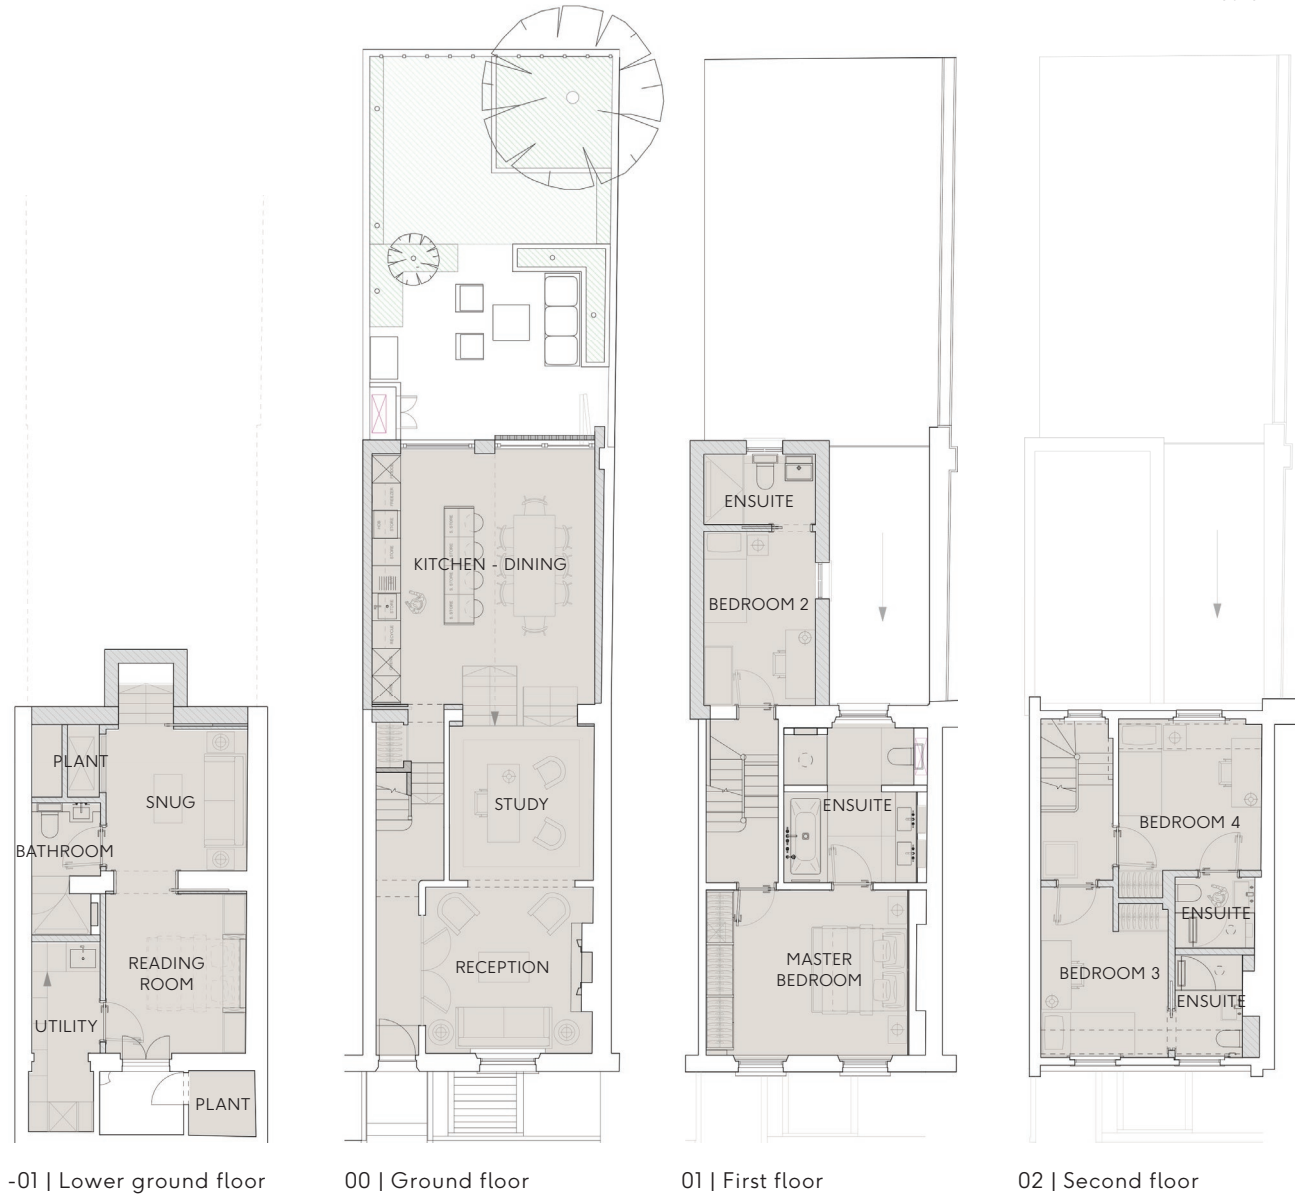 PLANT
SNUG
BATHROOM
READING
ROOM
UTILITY
PLANT
-01 | Lower ground floor
KITCHEN - DINING
STUDY
RECEPTION
00 | Ground floor
ENSUITE
BEDROOM 2
ENSUITE
MASTER
BEDROOM
01 | First floor
BEDROOM 4
ENSUITE
BEDROOM 3
ENSUITE
02 | Second floor